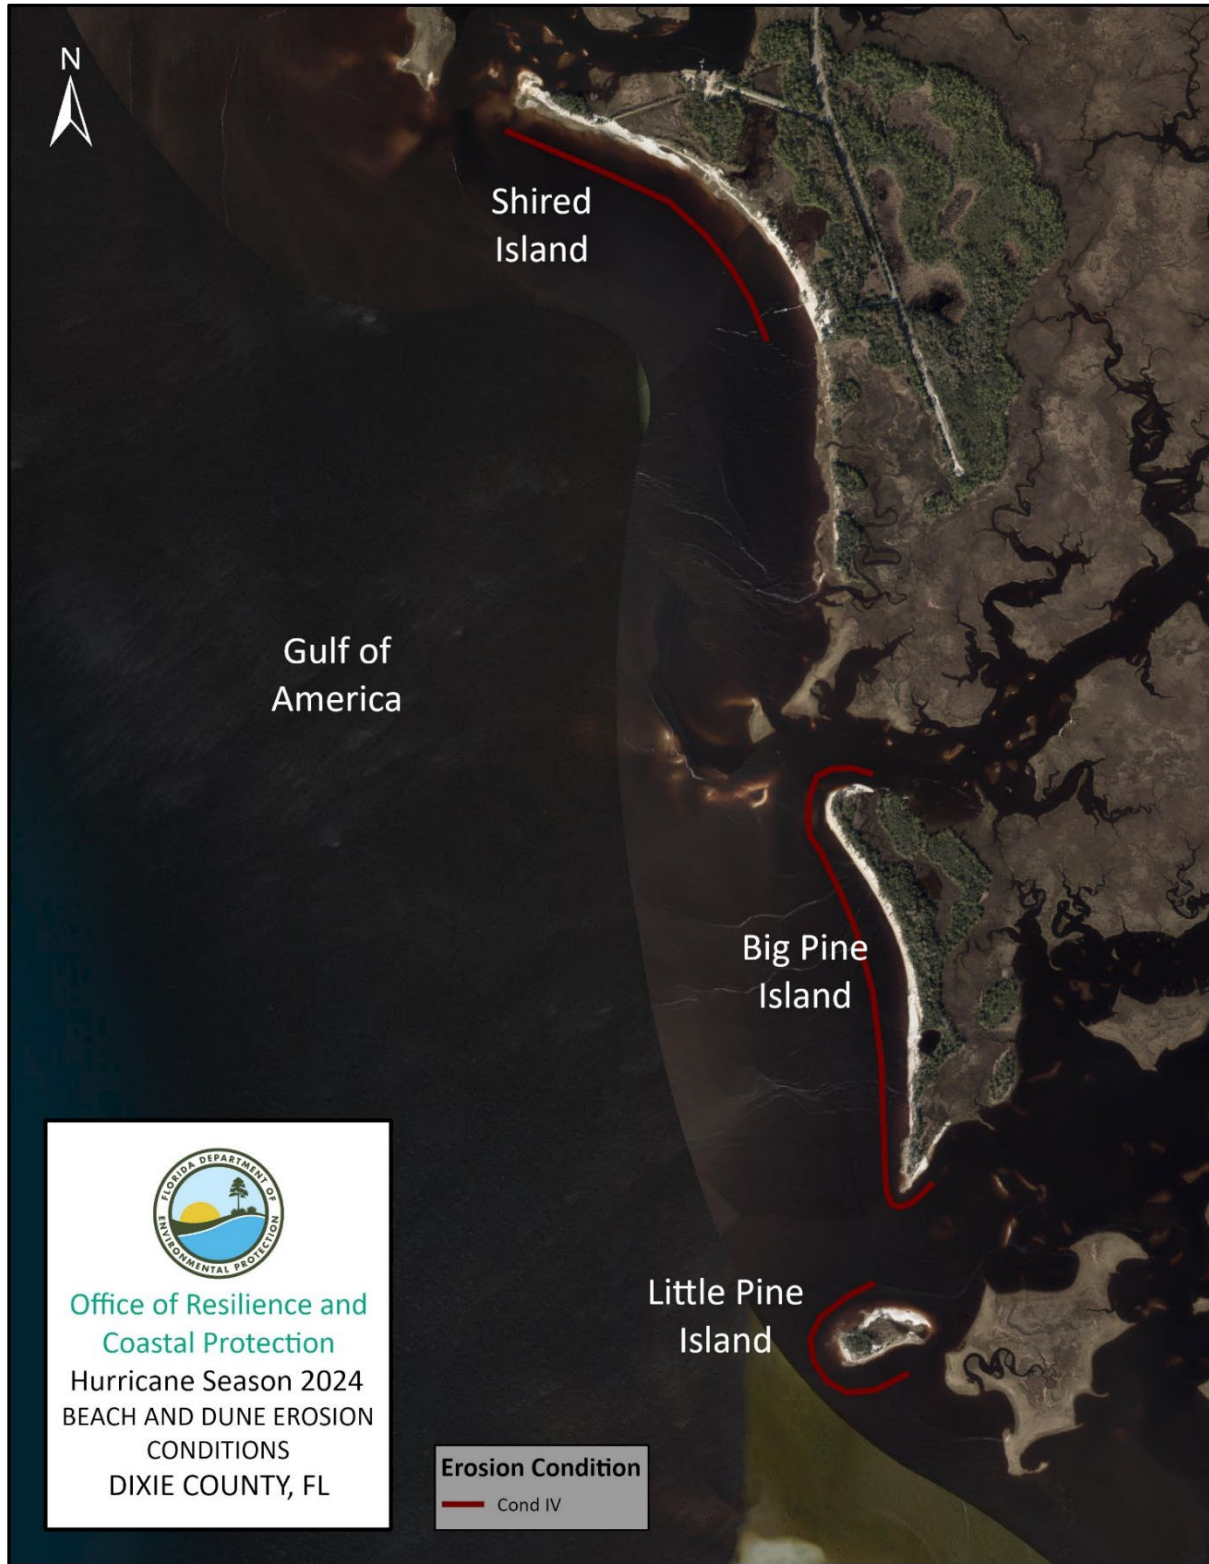 N
Shired
Island
Gulf of
America
Big Pine
Island
Little Pine
Island
FLORIDA DEPARTMENT OF
ENVIRONMENTAL PROTECTION
Office of Resilience and
Coastal Protection
Hurricane Season 2024
BEACH AND DUNE EROSION
CONDITIONS
DIXIE COUNTY, FL
Erosion Condition
Cond IV